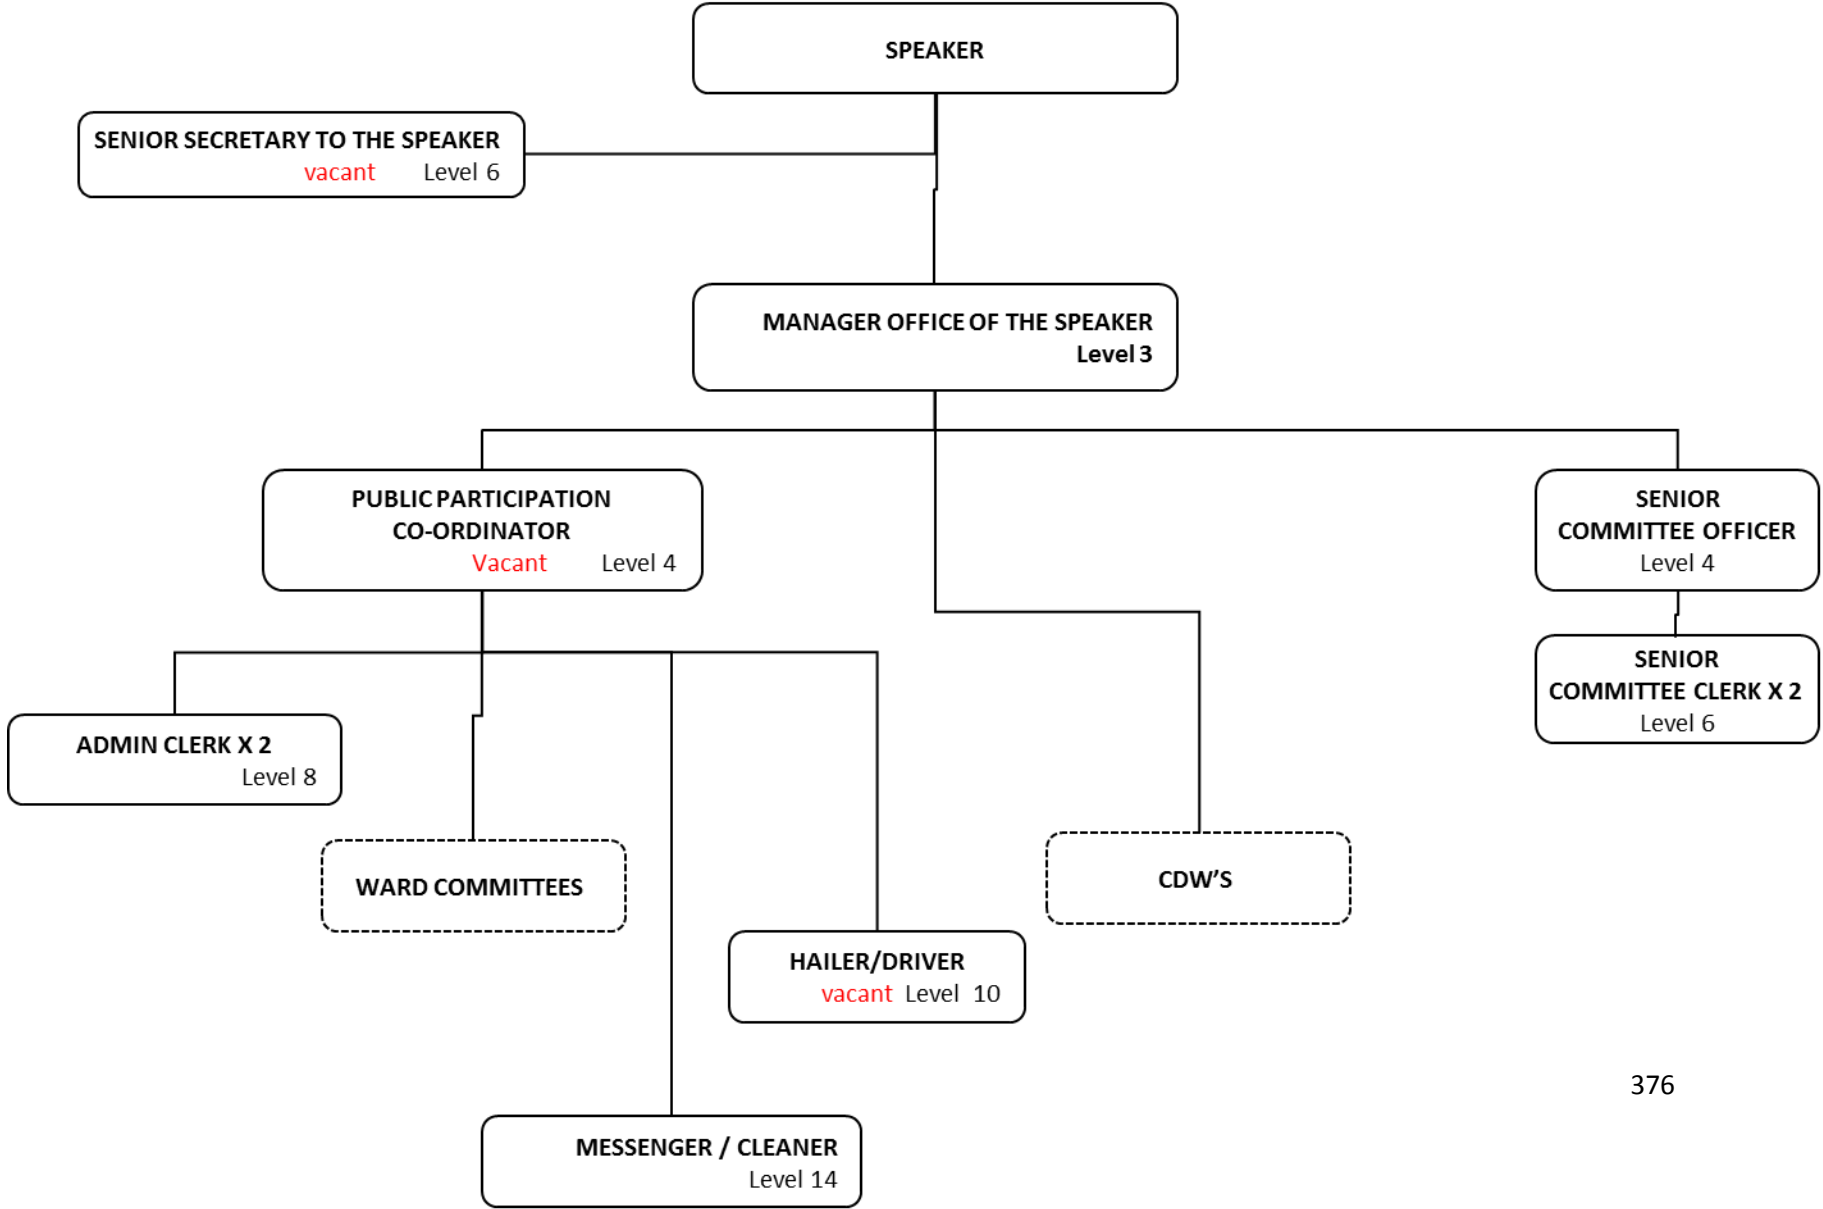 SPEAKER
SENIOR SECRETARY TO THE SPEAKER
vacant Level 6
MANAGER OFFICE OF THE SPEAKER
Level 3
PUBLIC PARTICIPATION
CO-ORDINATOR
Vacant Level 4
SENIOR
COMMITTEE OFFICER
Level 4
SENIOR
COMMITTEE CLERK X 2
Level 6
ADMIN CLERK X 2
Level 8
WARD COMMITTEES
CDW’S
HAILER/DRIVER
vacant Level 10
376
MESSENGER / CLEANER
Level 14